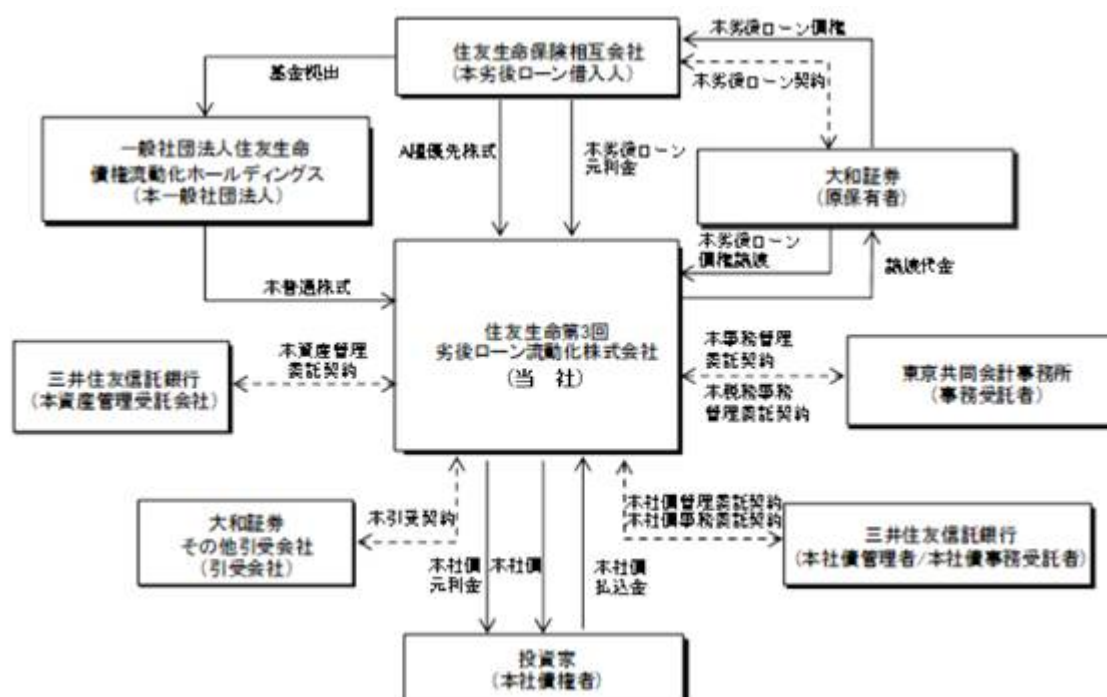 住友生命保険相互会社
(本劣後ローン借入人)
本劣後ローン債権
本劣後ローン契約
基金拠出
一般社団法人住友生命
債権流動化ホールディングス
(本一般社団法人)
A種優先株式
本劣後ローン
元利金
大和証券
(原保有者)
本劣後ローン
債権譲渡
譲渡代金
本普通株式
住友生命第3回
劣後ローン流動化株式会社
(当 社)
本資産管理
委託契約
三井住友信託銀行
(本資産管理受託会社)
本事務管理
委託契約
本税務事務
管理委託契約
東京共同会計事務所
(事務受託者)
大和証券
その他引受会社
(引受会社)
本引受契約
本社債
元利金
本社債
本社債
払込金
本社債管理委託契約
本社債事務委託契約
三井住友信託銀行
(本社債管理者/本社債事務受託者)
投資家
(本社債権者)